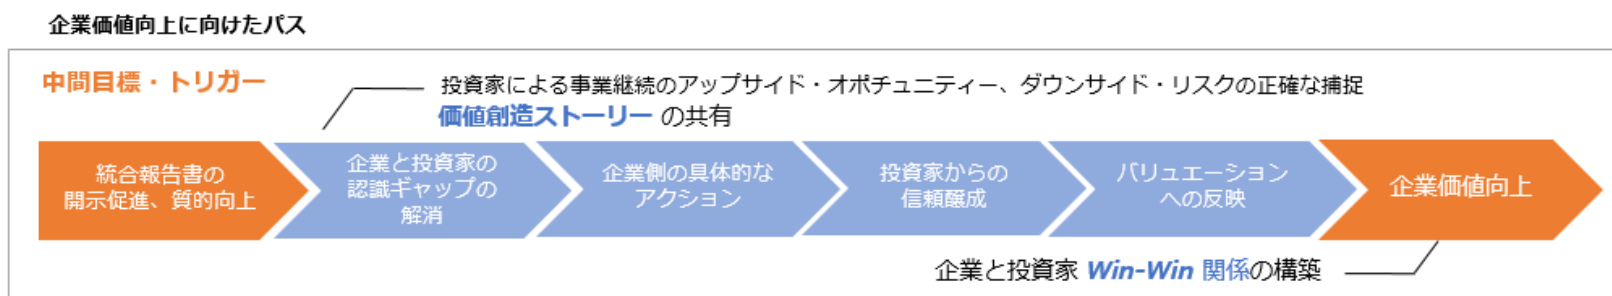 企業価値向上に向けたパス
中間目標・トリガー
投資家による事業継続のアップサイド・オポチュニティー、ダウンサイド・リスクの正確な捕捉
価値創造ストーリー の共有
統合報告書の
開示促進、質的向上
企業と投資家の
認識ギャップの
解消
企業側の具体的な
アクション
投資家からの
信頼醸成
バリュエーション
への反映
企業価値向上
企業と投資家 Win-Win 関係の構築